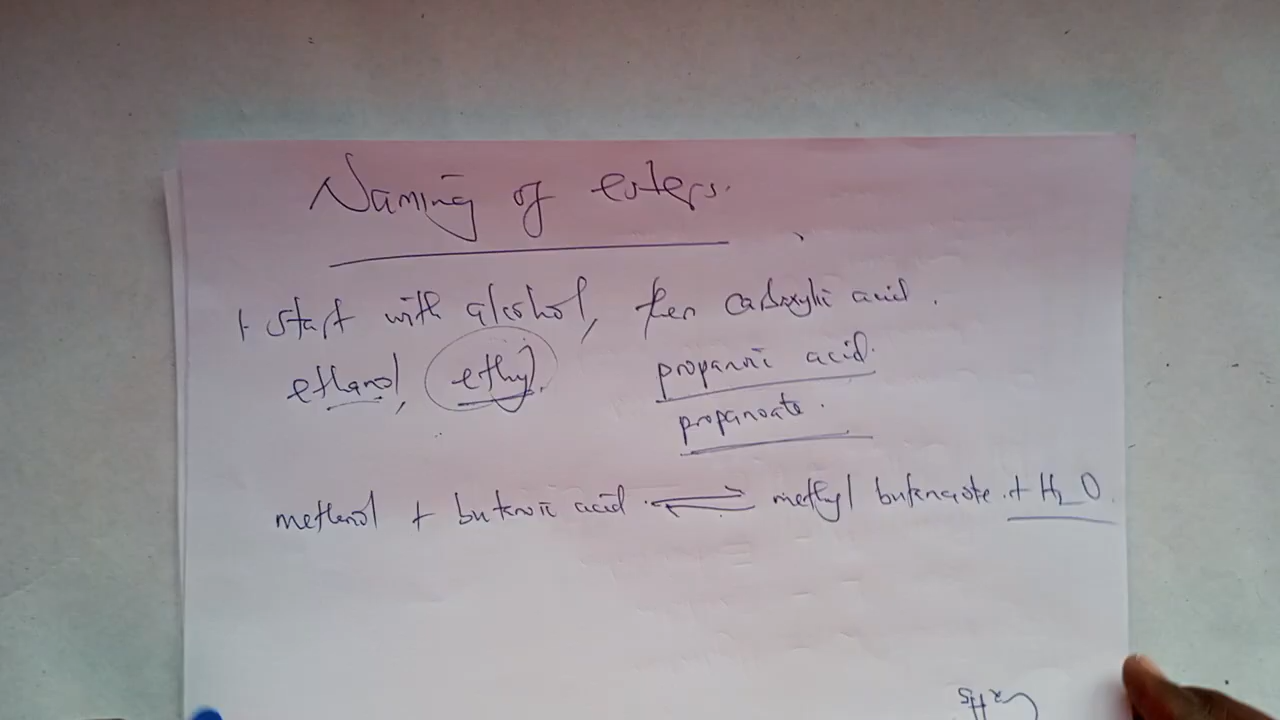 Naming of esters.
+ start with alcohol, then carboxylic acid.
ethanol, ethyl. propanoic acid.
propanoate.
methanol + butanoic acid ⇌ methyl butanoate + H2O.
C2H5